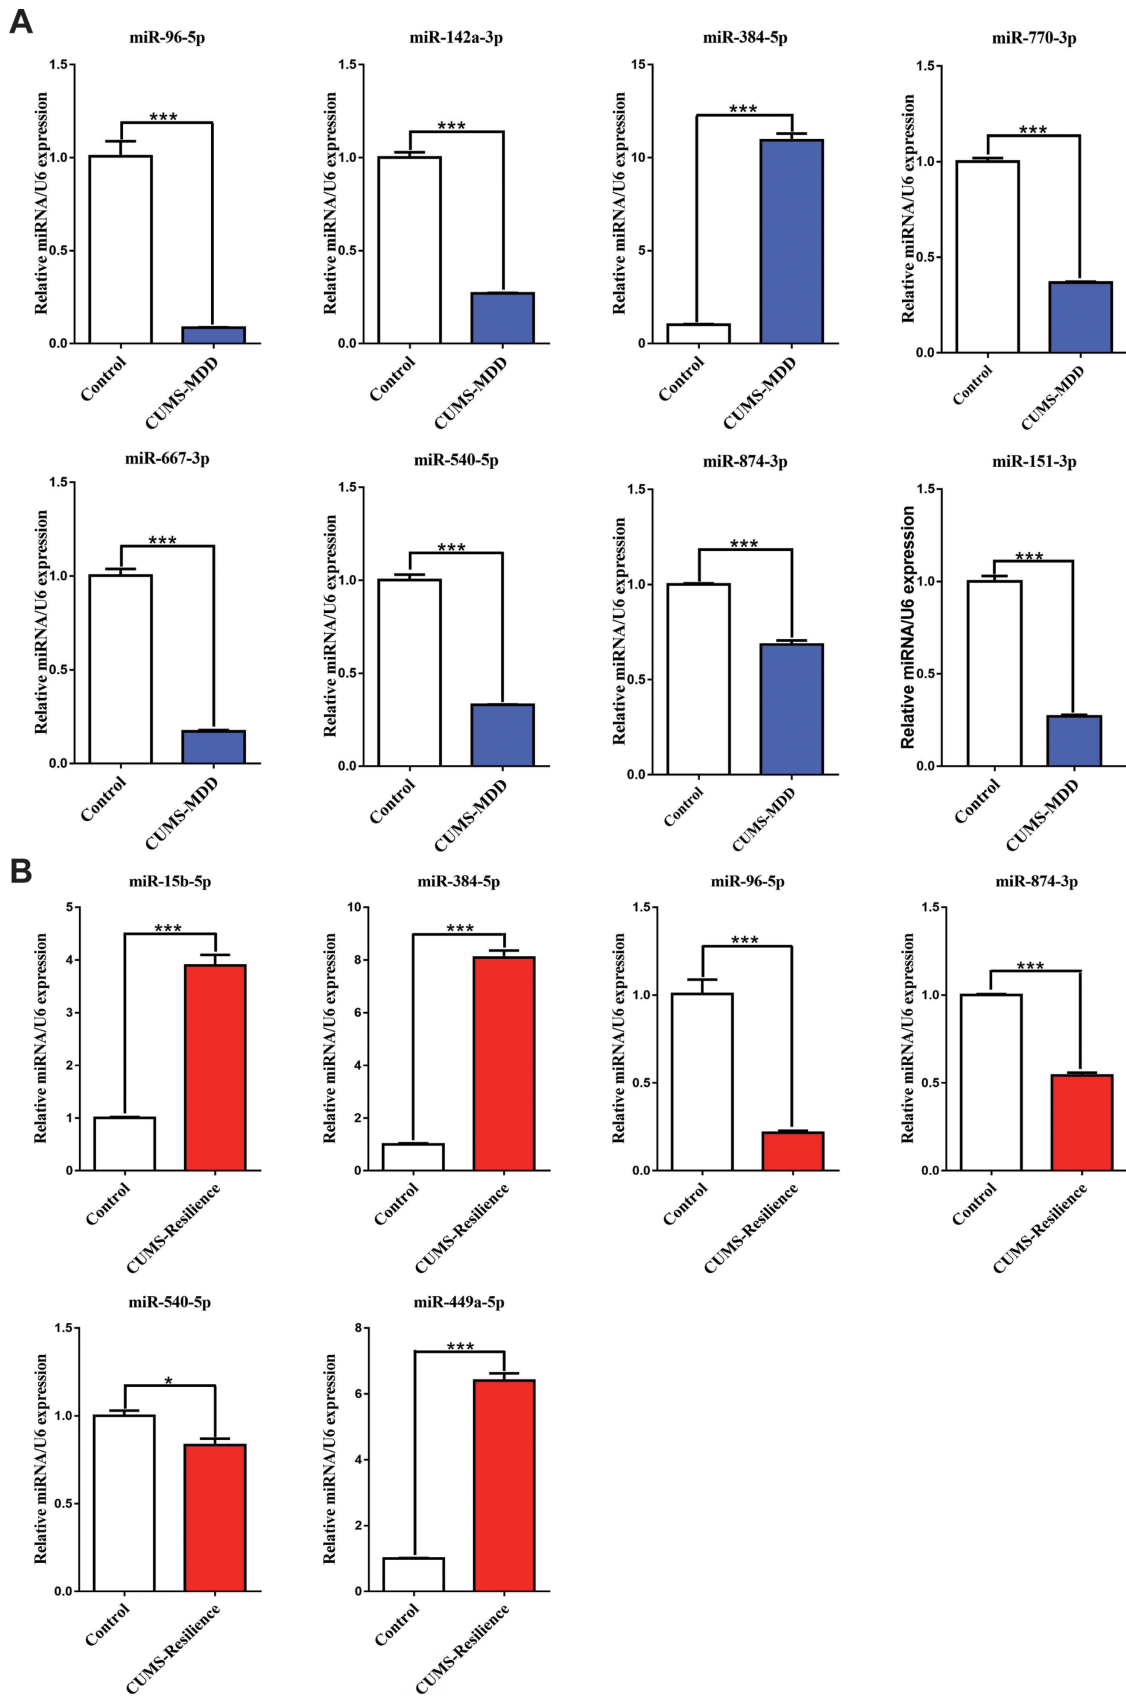 A
miR-96-5p
Relative miRNA/U6 expression
1.5
1.0
0.5
0.0
***
Control
CUMS-MDD
miR-142a-3p
Relative miRNA/U6 expression
1.5
1.0
0.5
0.0
***
Control
CUMS-MDD
miR-384-5p
Relative miRNA/U6 expression
15
10
5
0
***
Control
CUMS-MDD
miR-770-3p
Relative miRNA/U6 expression
1.5
1.0
0.5
0.0
***
Control
CUMS-MDD
miR-667-3p
Relative miRNA/U6 expression
1.5
1.0
0.5
0.0
***
Control
CUMS-MDD
miR-540-5p
Relative miRNA/U6 expression
1.5
1.0
0.5
0.0
***
Control
CUMS-MDD
miR-874-3p
Relative miRNA/U6 expression
1.5
1.0
0.5
0.0
***
Control
CUMS-MDD
miR-151-3p
Relative miRNA/U6 expression
1.5
1.0
0.5
0.0
***
Control
CUMS-MDD
B
miR-15b-5p
Relative miRNA/U6 expression
5
4
3
2
1
0
***
Control
CUMS-Resilience
miR-384-5p
Relative miRNA/U6 expression
10
8
6
4
2
0
***
Control
CUMS-Resilience
miR-96-5p
Relative miRNA/U6 expression
1.5
1.0
0.5
0.0
***
Control
CUMS-Resilience
miR-874-3p
Relative miRNA/U6 expression
1.5
1.0
0.5
0.0
***
Control
CUMS-Resilience
miR-540-5p
Relative miRNA/U6 expression
1.5
1.0
0.5
0.0
*
Control
CUMS-Resilience
miR-449a-5p
Relative miRNA/U6 expression
8
6
4
2
0
***
Control
CUMS-Resilience